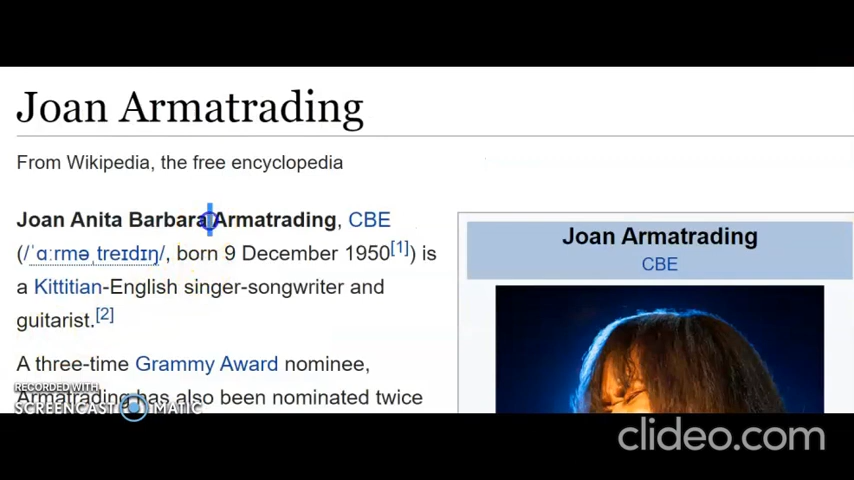 Joan Armatrading
From Wikipedia, the free encyclopedia
Joan Anita Barbara Armatrading, CBE
(/ˈɑːrməˌtreɪdɪŋ/, born 9 December 1950[1]) is
a Kittitian-English singer-songwriter and
guitarist.[2]
A three-time Grammy Award nominee,
Armatrading has also been nominated twice
Joan Armatrading
CBE
RECORDED WITH
SCREENCAST MATIC
clideo.com